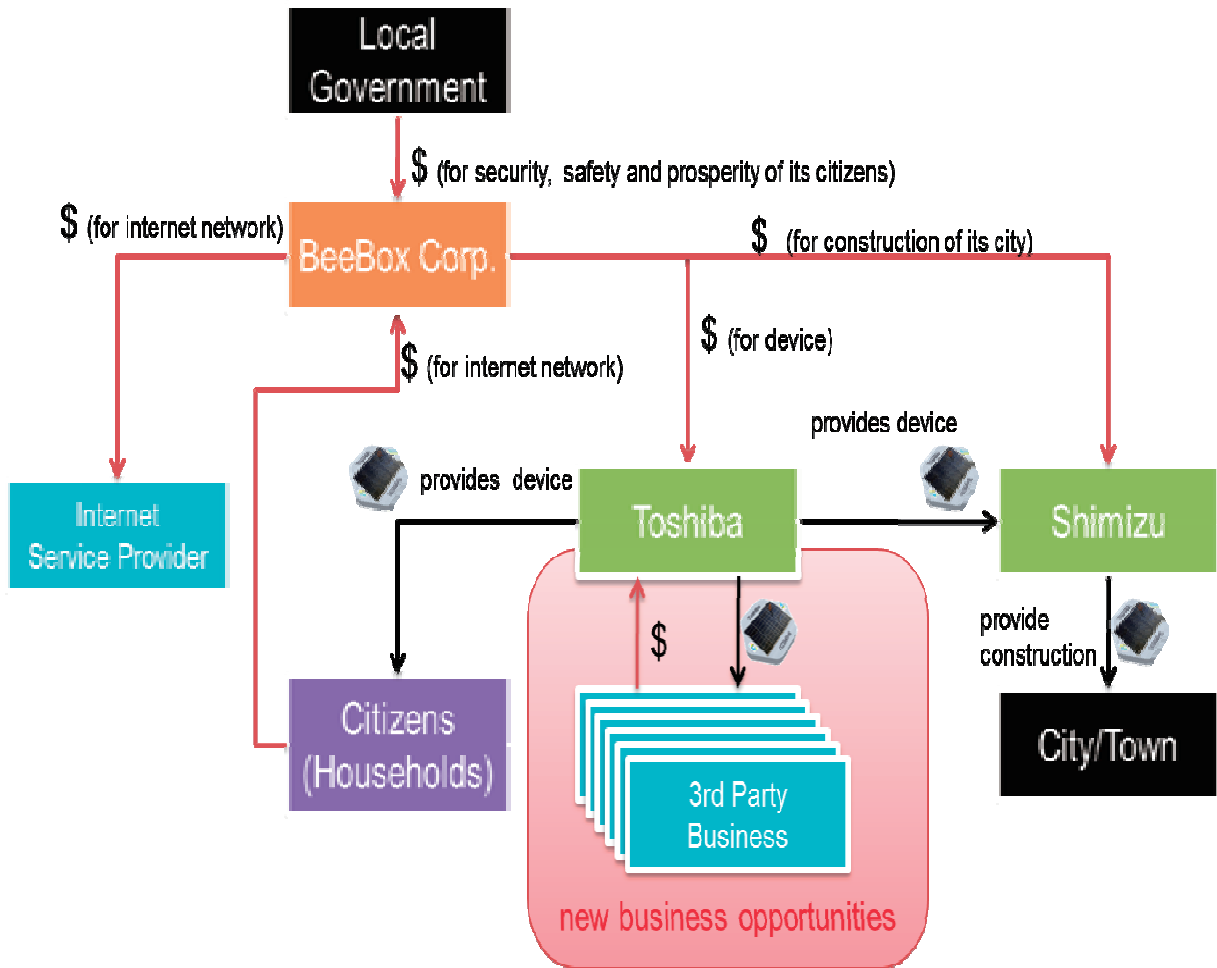 Local
Government
$ (for security, safety and prosperity of its citizens)
$ (for internet network)
BeeBox Corp.
$ (for construction of its city)
$ (for device)
$ (for internet network)
provides device
provides device
Internet
Service Provider
Toshiba
Shimizu
$
provide
construction
Citizens
(Households)
City/Town
3rd Party
Business
new business opportunities